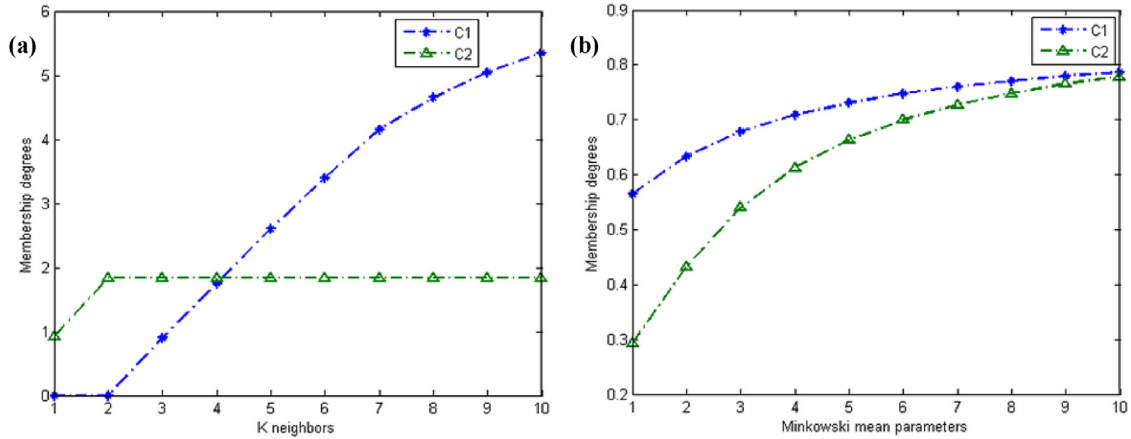 (a)
6
5
4
3
2
1
0
Membership degrees
C1
C2
1 2 3 4 5 6 7 8 9 10
K neighbors
(b)
0.9
0.8
0.7
0.6
0.5
0.4
0.3
0.2
Membership degrees
C1
C2
1 2 3 4 5 6 7 8 9 10
Minkowski mean parameters